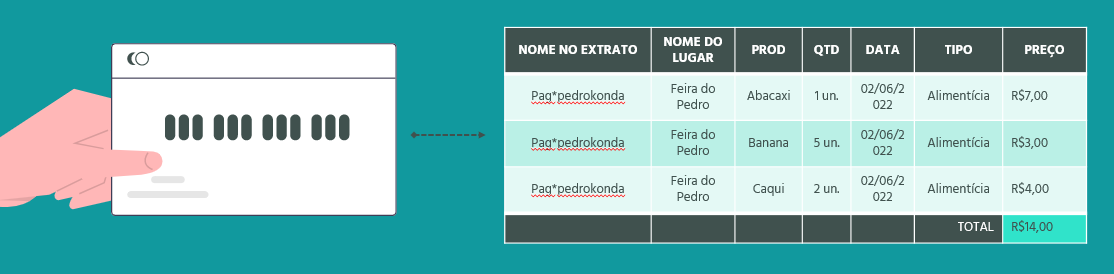 NOME NO EXTRATO NOME DO LUGAR PROD QTD DATA TIPO PREÇO
Pag*pedrokonda Feira do Pedro Abacaxi 1 un. 02/06/2022 Alimentícia R$7,00
Pag*pedrokonda Feira do Pedro Banana 5 un. 02/06/2022 Alimentícia R$3,00
Pag*pedrokonda Feira do Pedro Caqui 2 un. 02/06/2022 Alimentícia R$4,00
TOTAL R$14,00